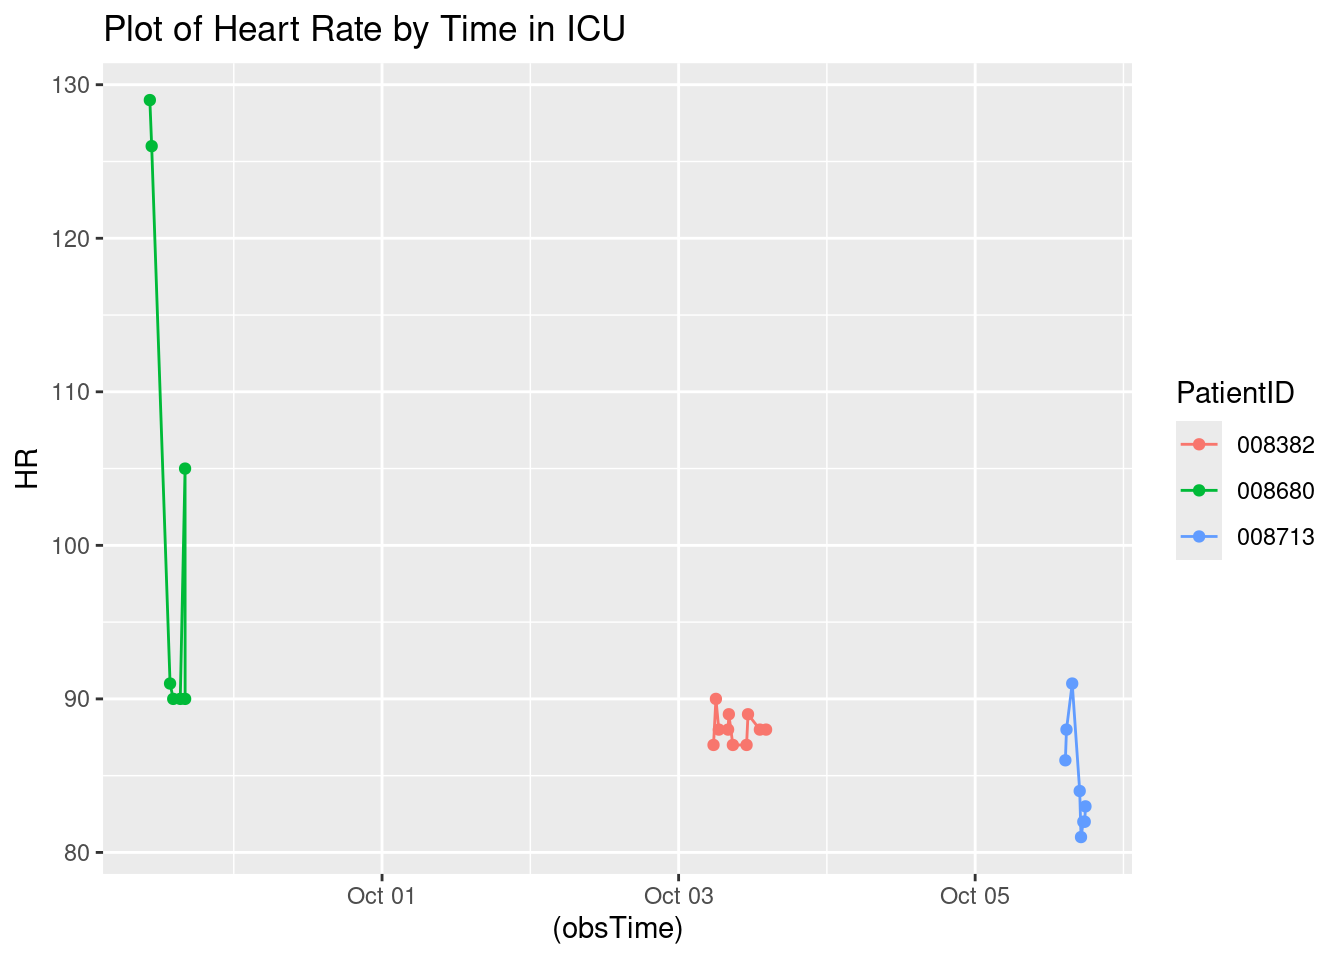 Plot of Heart Rate by Time in ICU
130
120
110
100
90
80
HR
Oct 01
Oct 03
Oct 05
(obsTime)
PatientID
008382
008680
008713